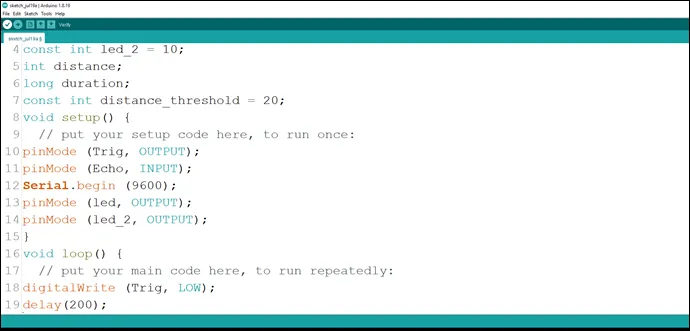 sketch_jul19a | Arduino 1.8.19
File Edit Sketch Tools Help
Verify
sketch_jul19a §
4 const int led_2 = 10;
5 int distance;
6 long duration;
7 const int distance_threshold = 20;
8 void setup() {
9 // put your setup code here, to run once:
10 pinMode (Trig, OUTPUT);
11 pinMode (Echo, INPUT);
12 Serial.begin (9600);
13 pinMode (led, OUTPUT);
14 pinMode (led_2, OUTPUT);
15 }
16 void loop() {
17 // put your main code here, to run repeatedly:
18 digitalWrite (Trig, LOW);
19 delay(200);